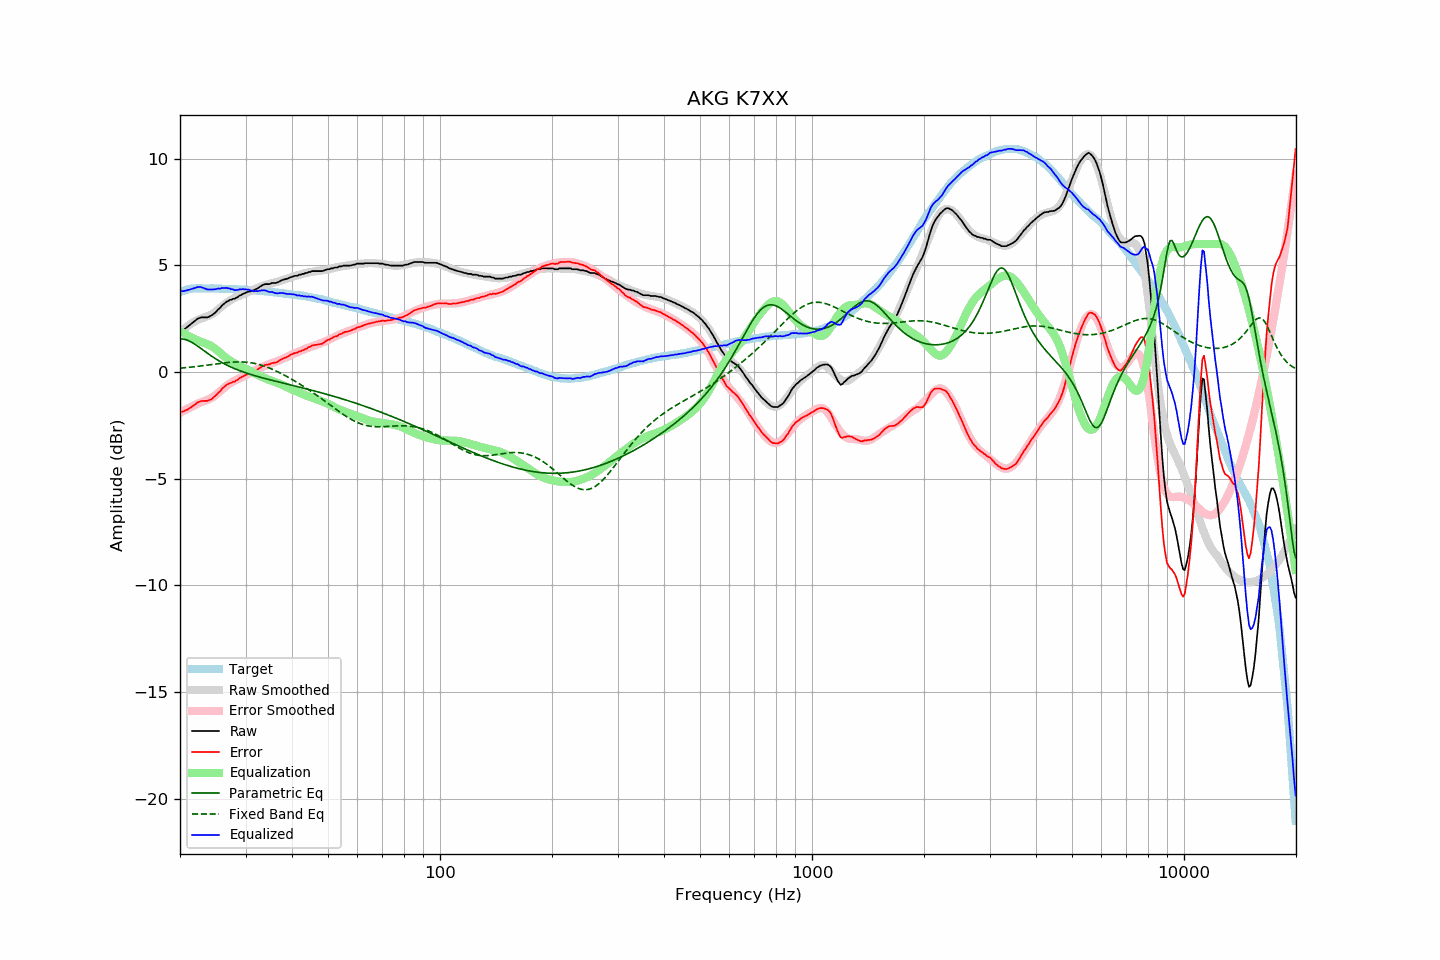 AKG K7XX
Amplitude (dBr)
10
5
0
−5
−10
−15
−20
Target
Raw Smoothed
Error Smoothed
Raw
Error
Equalization
Parametric Eq
Fixed Band Eq
Equalized
100
1000
10000
Frequency (Hz)